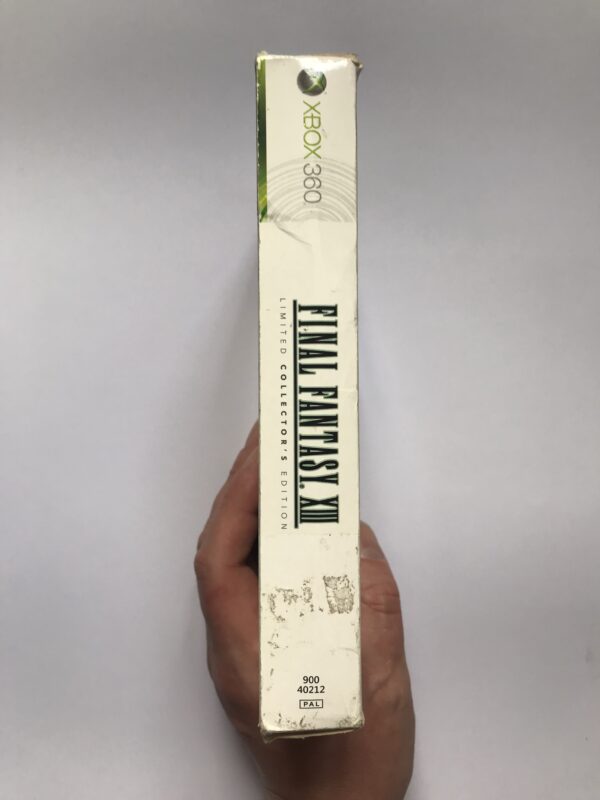 XBOX 360
FINAL FANTASY. XIII
LIMITED COLLECTOR'S EDITION
900
40212
PAL